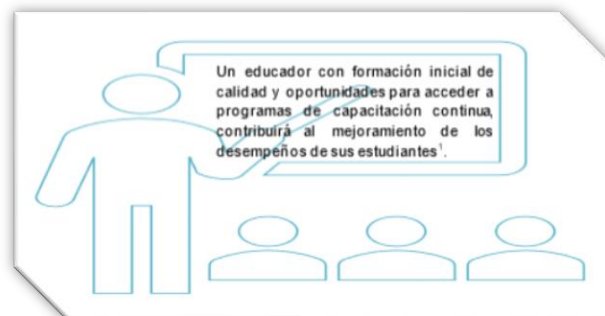 Un educador con formación inicial de
calidad y oportunidades para acceder a
programas de capacitación continua,
contribuirá al mejoramiento de los
desempeños de sus estudiantes¹.